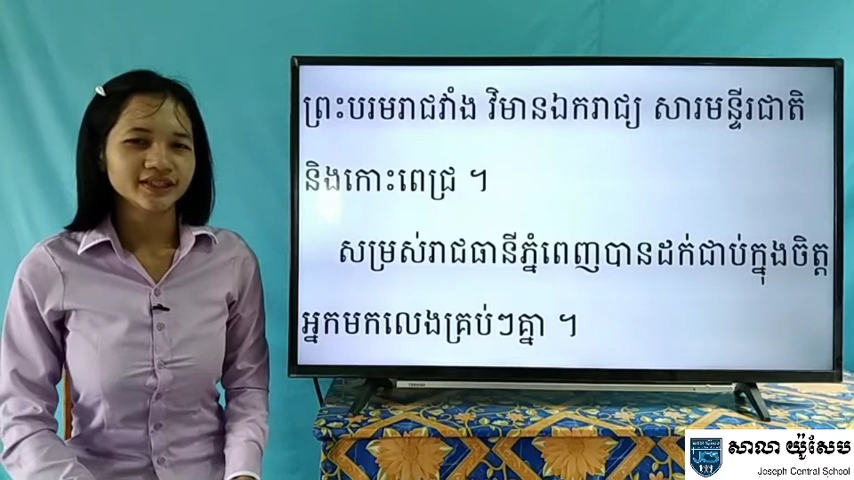 ព្រះបរមរាជវាំង វិមានឯករាជ្យ សារមន្ទីរជាតិ
និងកោះពេជ្រ ។
សម្រស់រាជធានីភ្នំពេញបានដក់ជាប់ក្នុងចិត្ត
អ្នកមកលេងគ្រប់ៗគ្នា ។
សាលា យ៉ូសែប
Joseph Central School